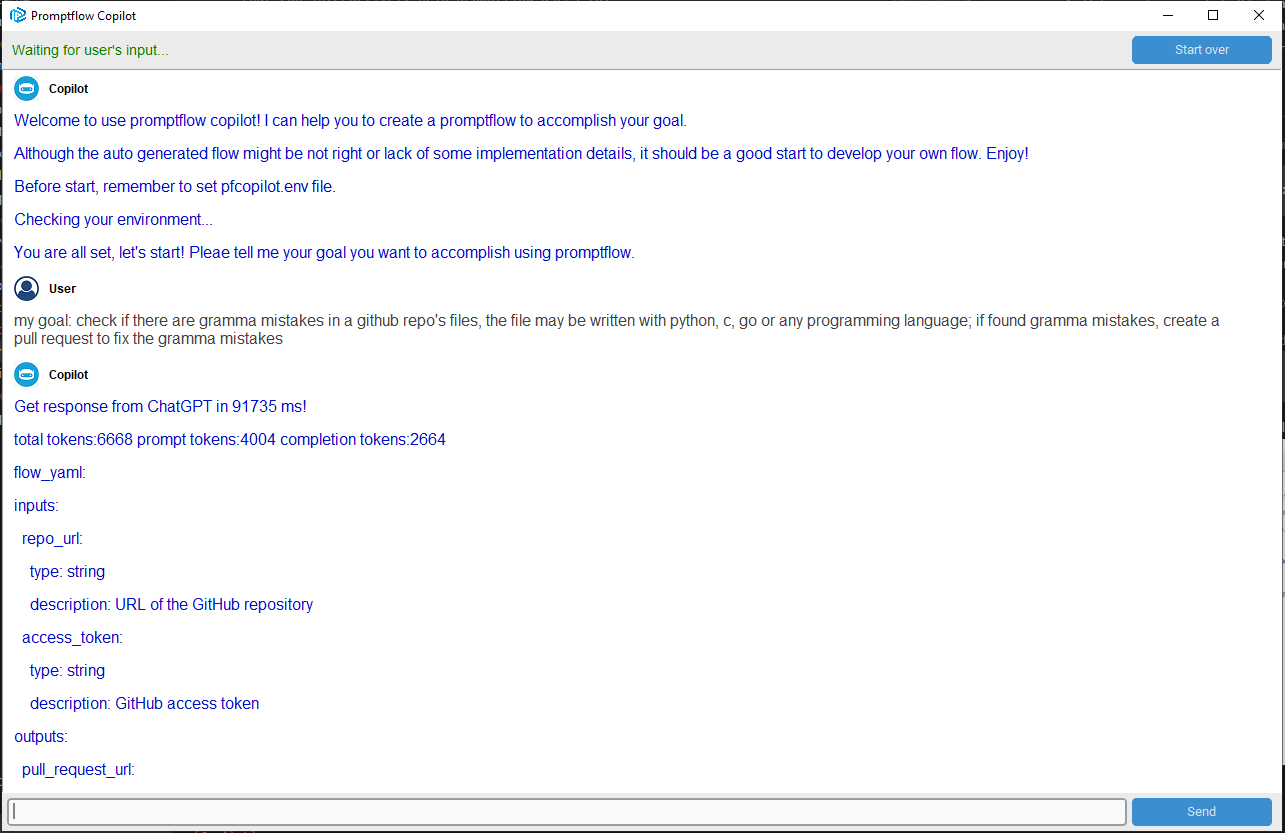 Promptflow Copilot
Waiting for user's input...
Start over
Copilot
Welcome to use promptflow copilot! I can help you to create a promptflow to accomplish your goal.
Although the auto generated flow might be not right or lack of some implementation details, it should be a good start to develop your own flow. Enjoy!
Before start, remember to set pfcopilot.env file.
Checking your environment...
You are all set, let's start! Pleae tell me your goal you want to accomplish using promptflow.
User
my goal: check if there are gramma mistakes in a github repo's files, the file may be written with python, c, go or any programming language; if found gramma mistakes, create a
pull request to fix the gramma mistakes
Copilot
Get response from ChatGPT in 91735 ms!
total tokens:6668 prompt tokens:4004 completion tokens:2664
flow_yaml:
inputs:
repo_url:
type: string
description: URL of the GitHub repository
access_token:
type: string
description: GitHub access token
outputs:
pull_request_url:
Send